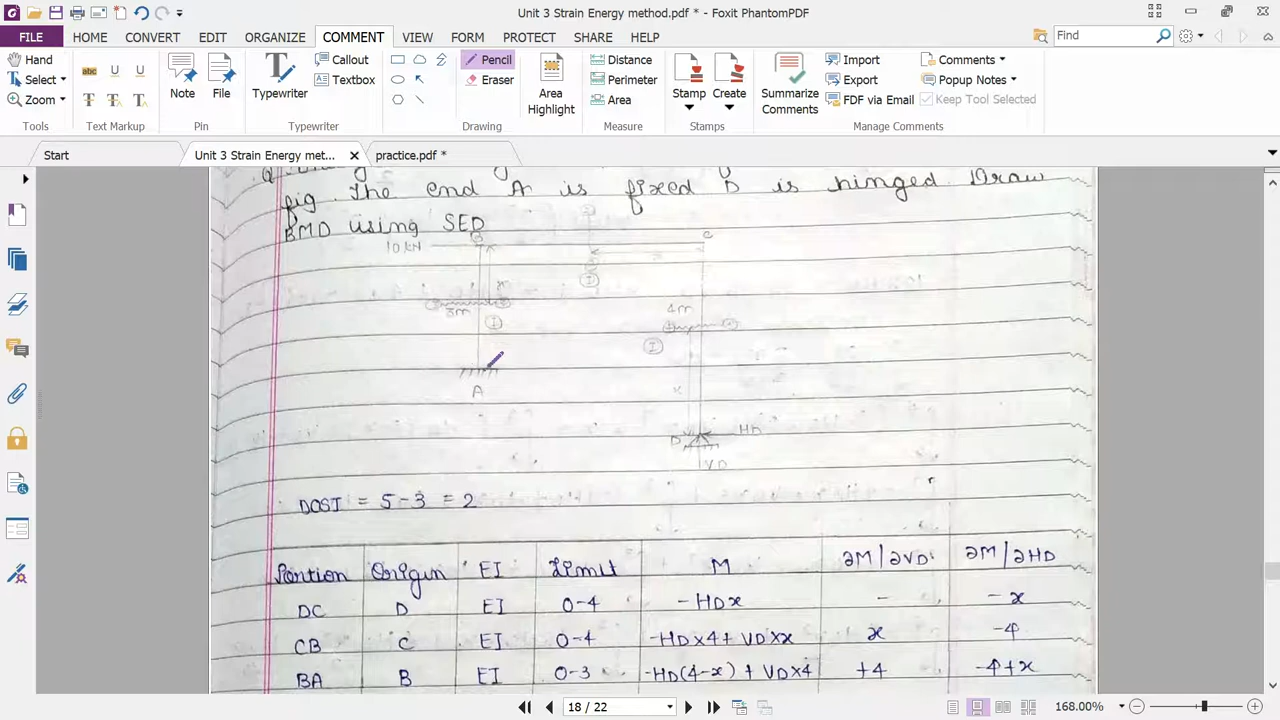 Unit 3 Strain Energy method.pdf * - Foxit PhantomPDF
FILE HOME CONVERT EDIT ORGANIZE COMMENT VIEW FORM PROTECT SHARE HELP Find
Hand Select Zoom
Tools
Text Markup
Note File
Pin
Typewriter Callout Textbox
Typewriter
Pencil Eraser
Drawing
Area Highlight
Distance Perimeter Area
Measure
Stamp Create
Stamps
Summarize Comments
Import Export FDF via Email
Comments Popup Notes Keep Tool Selected
Manage Comments
Start Unit 3 Strain Energy met... practice.pdf *
fig. The end A is fixed D is hinged Draw
BMD using SED
10 kN B C
x
3m 4m
I I I
A x
D HD
VD
DOSI = 5-3 = 2
Portion Origin EI Limit M ∂M/∂VD ∂M/∂HD
DC D EI 0-4 -HDx - -x
CB C EI 0-4 -HD×4+ VD×x x -4
BA B EI 0-3 -HD(4-x) + VD×4 +4 -4+x
18 / 22 168.00%